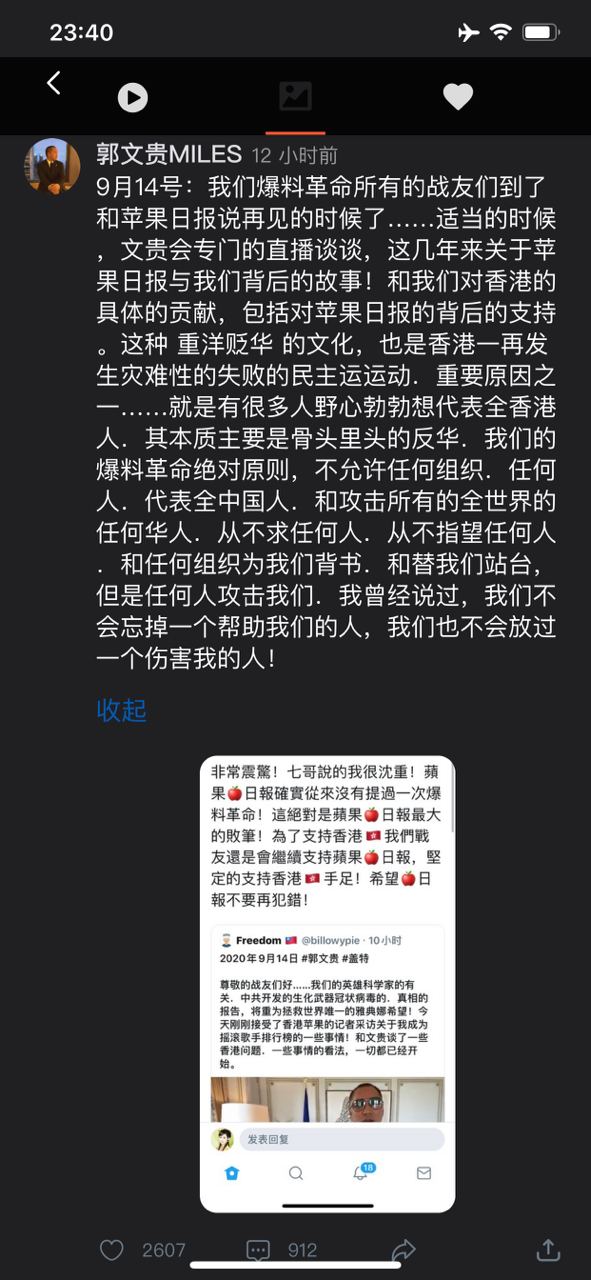 23:40
郭文贵MILES 12 小时前
9月14号：我们爆料革命所有的战友们到了
和苹果日报说再见的时候了……适当的时候
，文贵会专门的直播谈谈，这几年来关于苹
果日报与我们背后的故事！和我们对香港的
具体的贡献，包括对苹果日报的背后的支持
。这种 重洋贬华 的文化，也是香港一再发
生灾难性的失败的民主运运动．重要原因之
一……就是有很多人野心勃勃想代表全香港
人．其本质主要是骨头里头的反华．我们的
爆料革命绝对原则，不允许任何组织．任何
人．代表全中国人．和攻击所有的全世界的
任何华人．从不求任何人．从不指望任何人
．和任何组织为我们背书．和替我们站台，
但是任何人攻击我们．我曾经说过，我们不
会忘掉一个帮助我们的人，我们也不会放过
一个伤害我的人！
收起
非常震驚！七哥說的我很沈重！蘋
果🍎日報確實從來沒有提過一次爆
料革命！這絕對是蘋果🍎日報最大
的敗筆！為了支持香港🇭🇰我們戰
友還是會繼續支持蘋果🍎日報，堅
定的支持香港🇭🇰手足！希望🍎日
報不要再犯錯！
Freedom 🇹🇼 @billowypie · 10小时
2020年9月14日 #郭文贵 #盖特
尊敬的战友们好……我们的英雄科学家的有
关．中共开发的生化武器冠状病毒的．真相的
报告，将重为拯救世界唯一的雅典娜希望！今
天刚刚接受了香港苹果的记者采访关于我成为
摇滚歌手排行榜的一些事情！和文贵谈了一些
香港问题．一些事情的看法，一切都已经开
始。
发表回复
18
2607 912